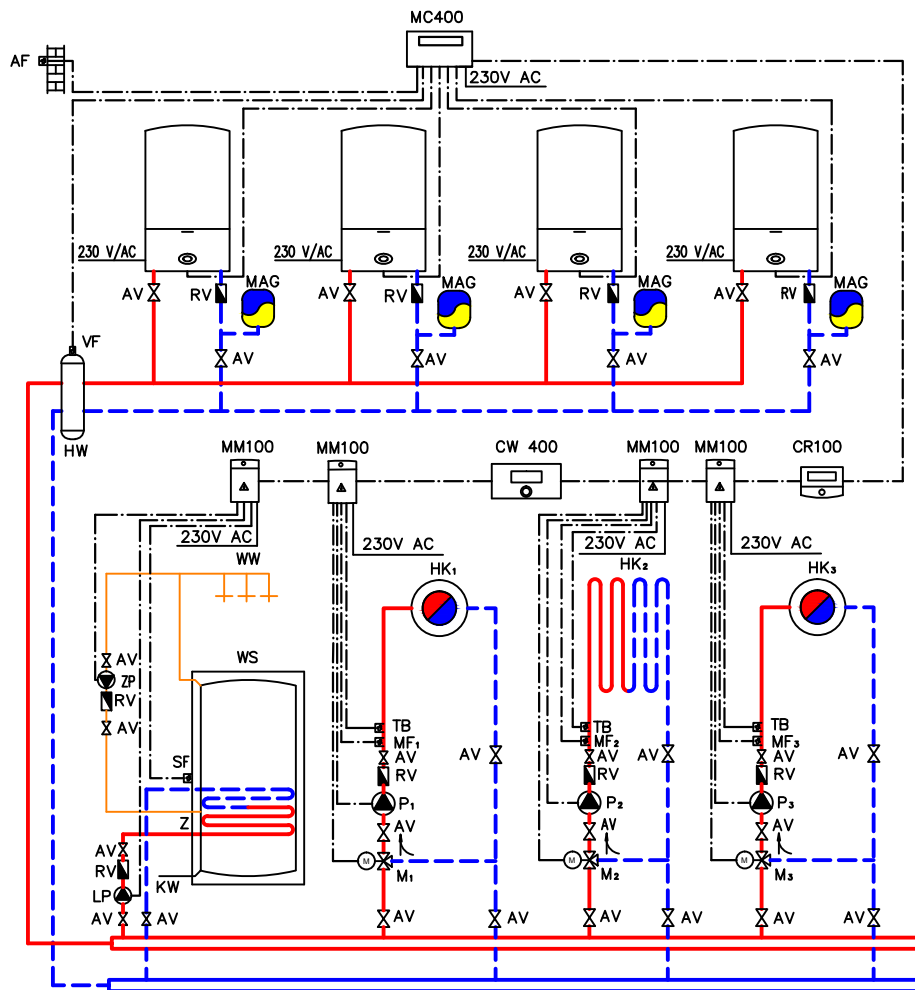 MC400
AF
230V AC
230 V/AC
230 V/AC
230 V/AC
230 V/AC
AV RV MAG
AV RV MAG
AV RV MAG
AV RV MAG
VF
AV
AV
AV
AV
HW
MM100
MM100
CW 400
MM100
MM100
CR100
230V AC
230V AC
230V AC
230V AC
WW
HK1
HK2
HK3
AV
WS
ZP
RV
AV
TB
TB
TB
MF1
MF2
MF3
AV
AV
AV
AV
AV
AV
SF
RV
RV
RV
P1
P2
P3
Z
AV
AV
AV
AV
RV
M
M1
M
M2
M
M3
KW
LP
AV
AV
AV
AV
AV
AV
AV
AV